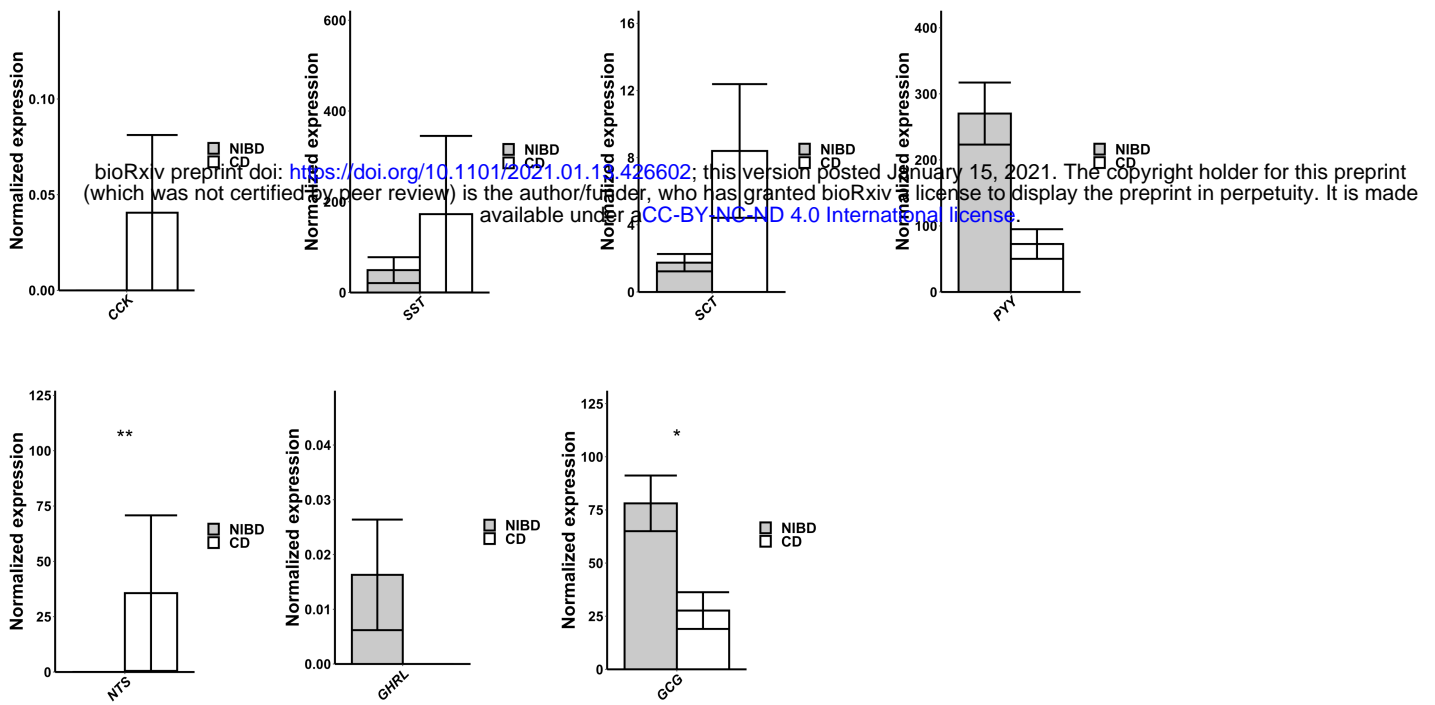 Normalized expression
0.10
0.05
0.00
CCK
NIBD
CD
Normalized expression
600
400
200
0
SST
NIBD
CD
Normalized expression
16
12
8
4
0
SCT
NIBD
CD
Normalized expression
400
300
200
100
0
PYY
NIBD
CD
bioRxiv preprint doi: https://doi.org/10.1101/2021.01.13.426602; this version posted January 15, 2021. The copyright holder for this preprint
(which was not certified by peer review) is the author/funder, who has granted bioRxiv a license to display the preprint in perpetuity. It is made
available under aCC-BY-NC-ND 4.0 International license.
Normalized expression
125
100
75
50
25
0
**
NTS
NIBD
CD
Normalized expression
0.04
0.03
0.02
0.01
0.00
GHRL
NIBD
CD
Normalized expression
125
100
75
50
25
0
*
GCG
NIBD
CD